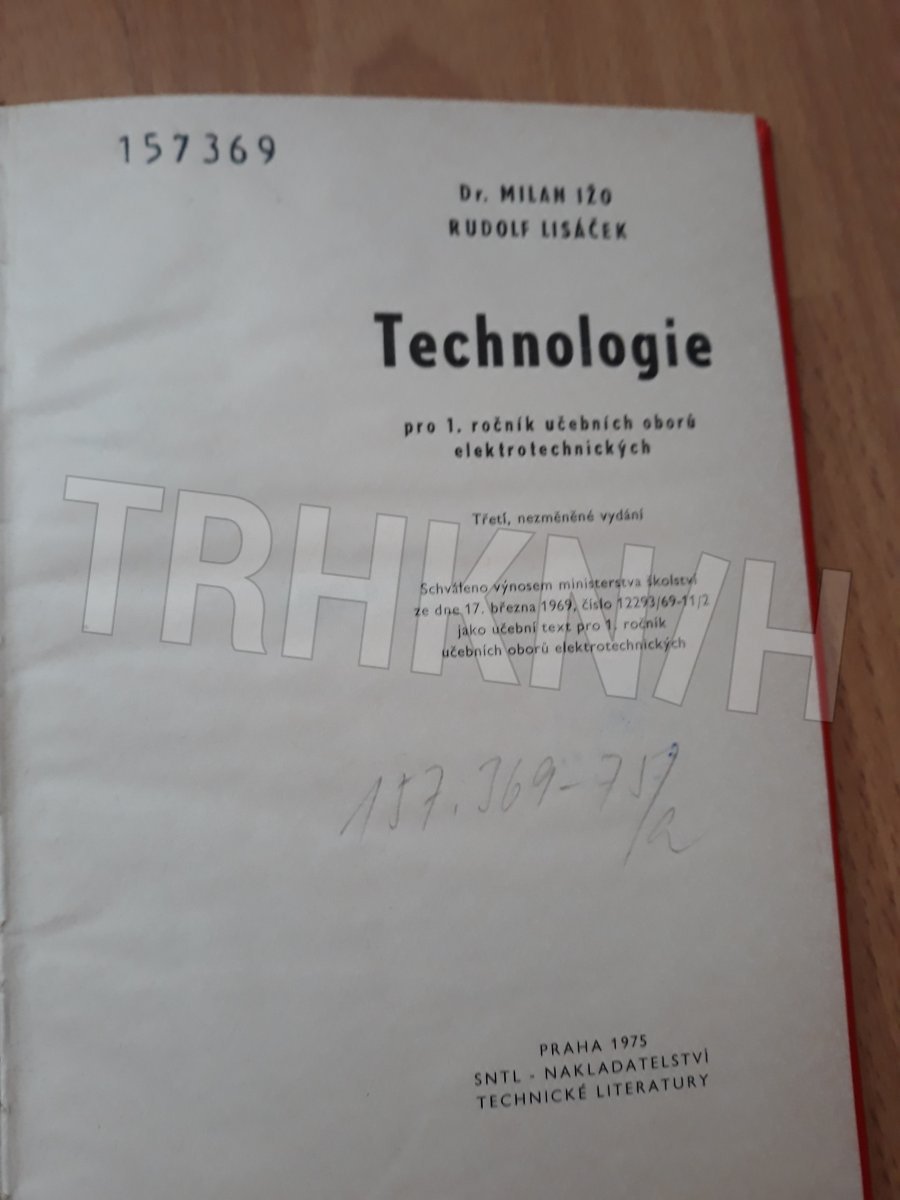 157369
Dr. MILAN IŽO
RUDOLF LISÁČEK
Technologie
pro 1. ročník učebních oborů
elektrotechnických
Třetí, nezměněné vydání
Schváleno výnosem ministerstva školství
ze dne 17. března 1969, číslo 12293/69-11/2
jako učební text pro 1. ročník
učebních oborů elektrotechnických
TRHKNIH
157.369-75/a
PRAHA 1975
SNTL - NAKLADATELSTVÍ
TECHNICKÉ LITERATURY